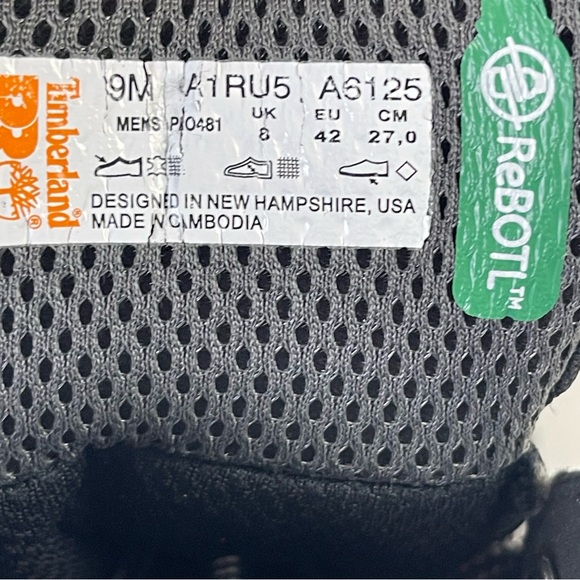 9M A1RU5 A6125
MENS P/O481 UK EU CM
8 42 27,0
DESIGNED IN NEW HAMPSHIRE, USA
MADE IN CAMBODIA
Timberland ®
PRO ®
ReBOTL™